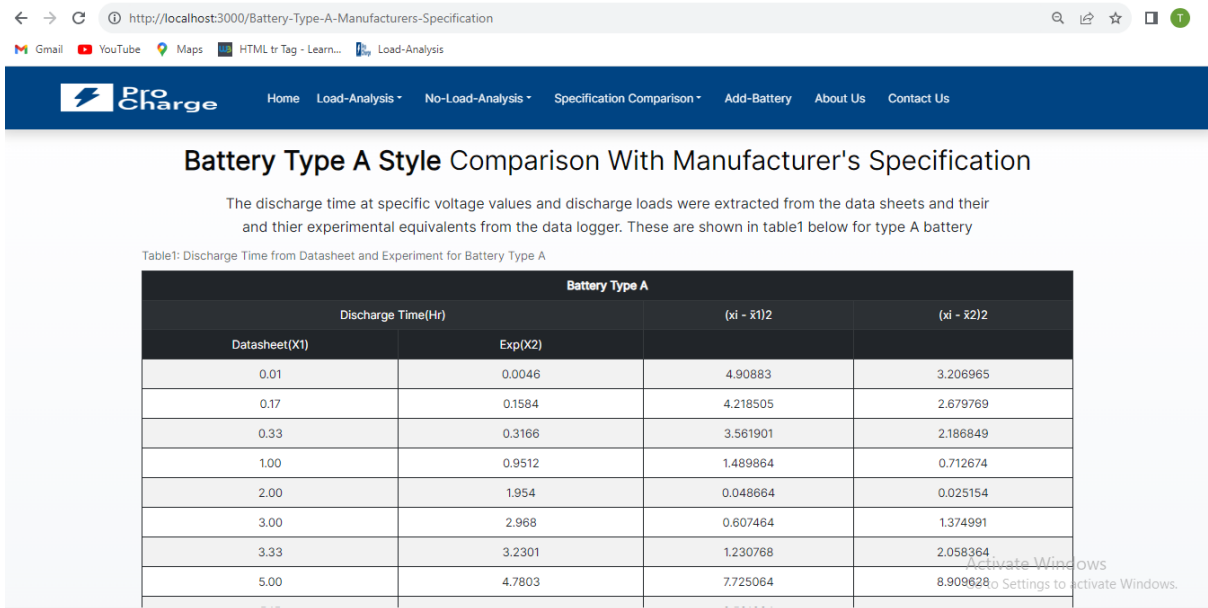 http://localhost:3000/Battery-Type-A-Manufacturers-Specification
T
Gmail YouTube Maps HTML tr Tag - Learn... Load-Analysis
Pro Charge Home Load-Analysis No-Load-Analysis Specification Comparison Add-Battery About Us Contact Us
Battery Type A Style Comparison With Manufacturer's Specification
The discharge time at specific voltage values and discharge loads were extracted from the data sheets and their
and thier experimental equivalents from the data logger. These are shown in table1 below for type A battery
Table1: Discharge Time from Datasheet and Experiment for Battery Type A
Battery Type A
Discharge Time(Hr) (xi - x̄1)2 (xi - x̄2)2
Datasheet(X1) Exp(X2)
0.01 0.0046 4.90883 3.206965
0.17 0.1584 4.218505 2.679769
0.33 0.3166 3.561901 2.186849
1.00 0.9512 1.489864 0.712674
2.00 1.954 0.048664 0.025154
3.00 2.968 0.607464 1.374991
3.33 3.2301 1.230768 2.058364
Activate Windows
5.00 4.7803 7.725064 8.909628
Go to Settings to activate Windows.